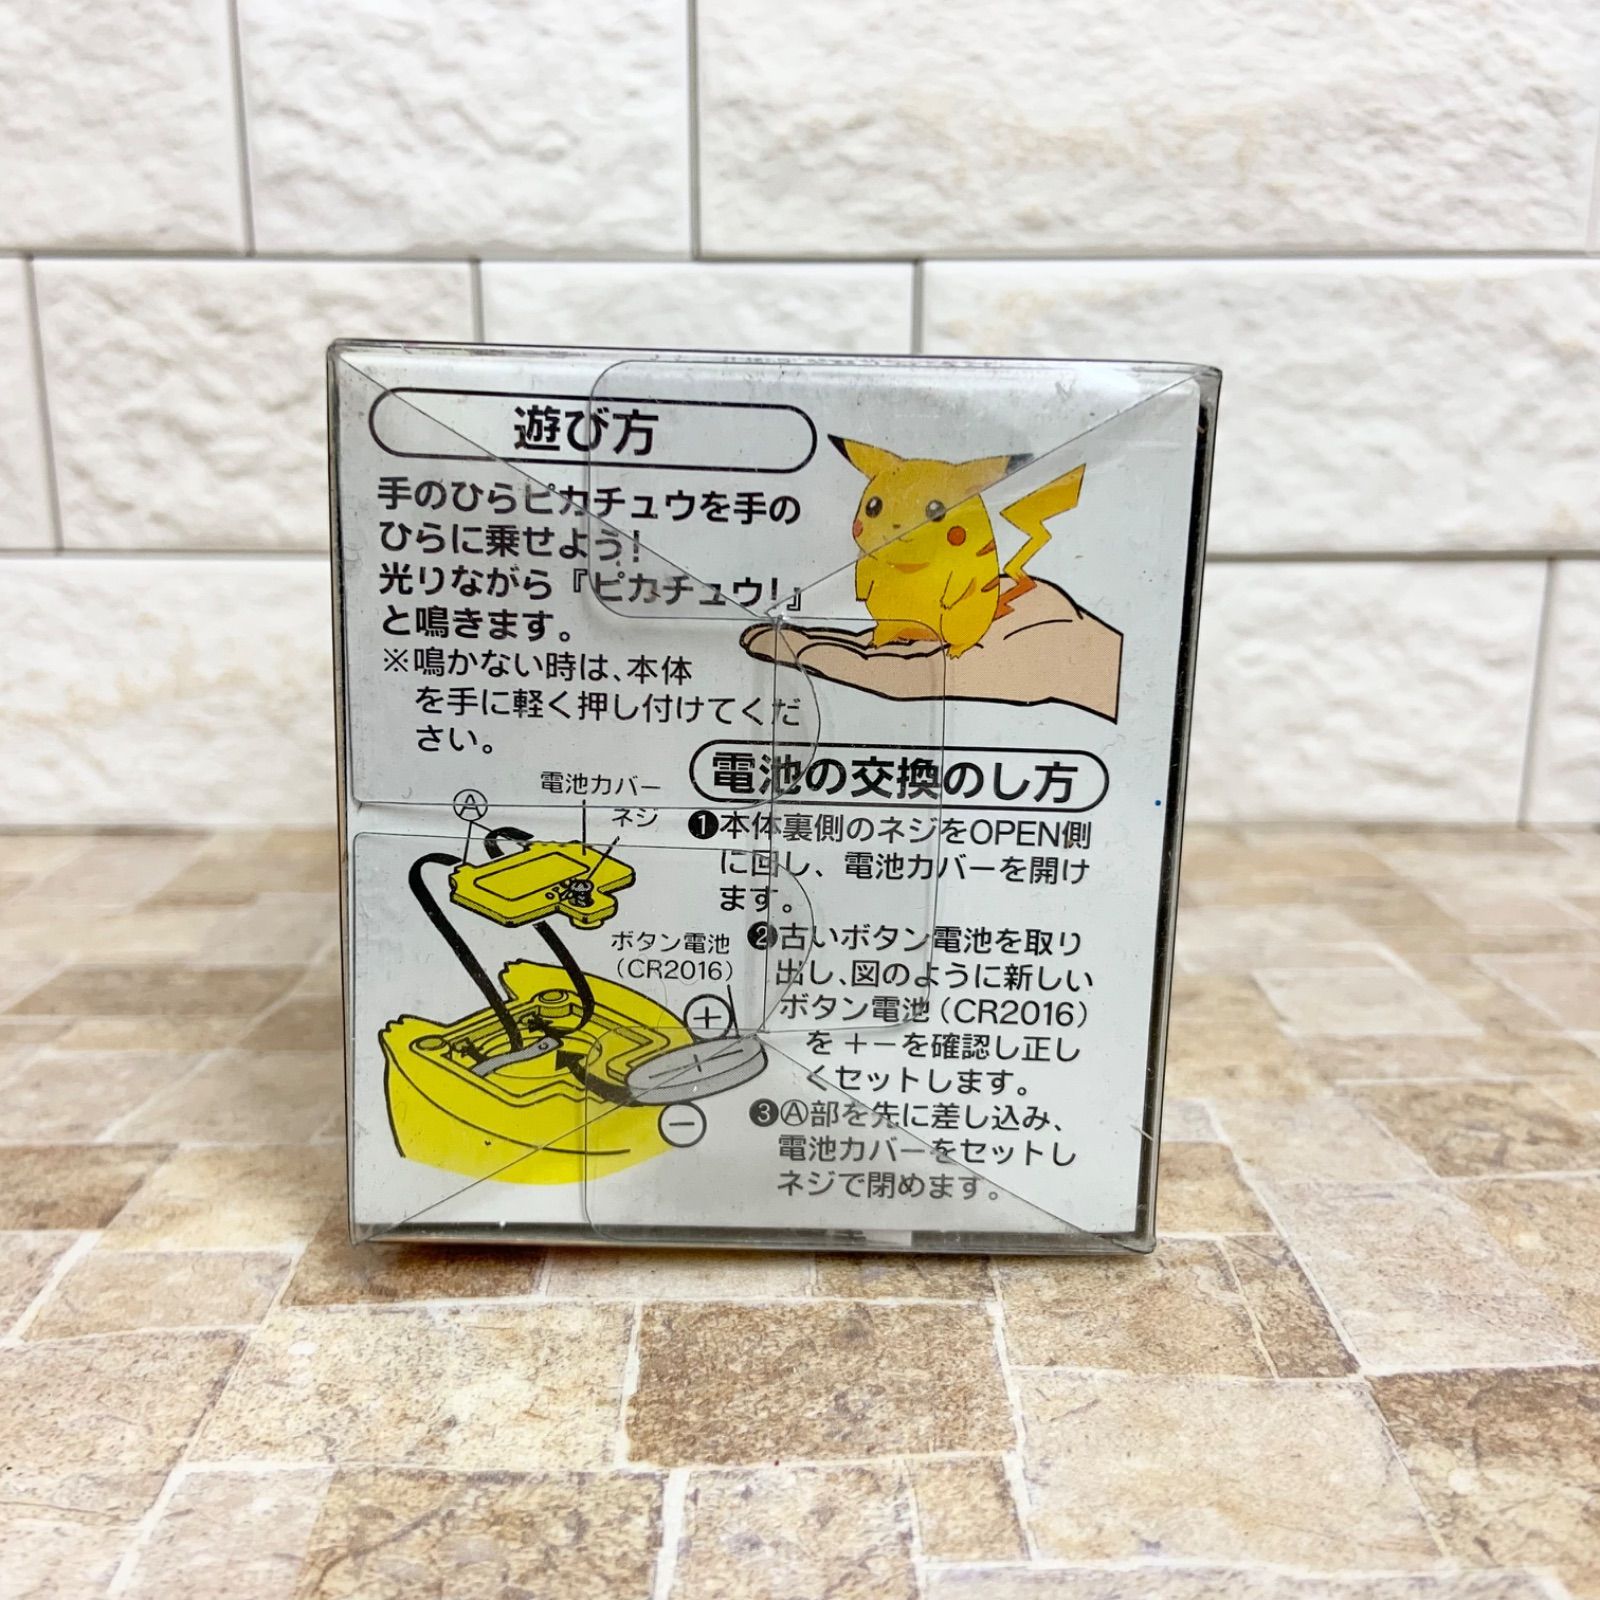 遊び方
手のひらピカチュウを手の
ひらに乗せよう！
光りながら『ピカチュウ！』
と鳴きます。
※鳴かない時は、本体
を手に軽く押し付けてくだ
さい。
電池の交換のし方
❶本体裏側のネジをOPEN側
に回し、電池カバーを開け
ます。
❷古いボタン電池を取り
出し、図のように新しい
ボタン電池（CR2016）
を＋−を確認し正し
くセットします。
❸Ⓐ部を先に差し込み、
電池カバーをセットし
ネジで閉めます。
Ⓐ
電池カバー
ネジ
ボタン電池
（CR2016）
⊕
⊖